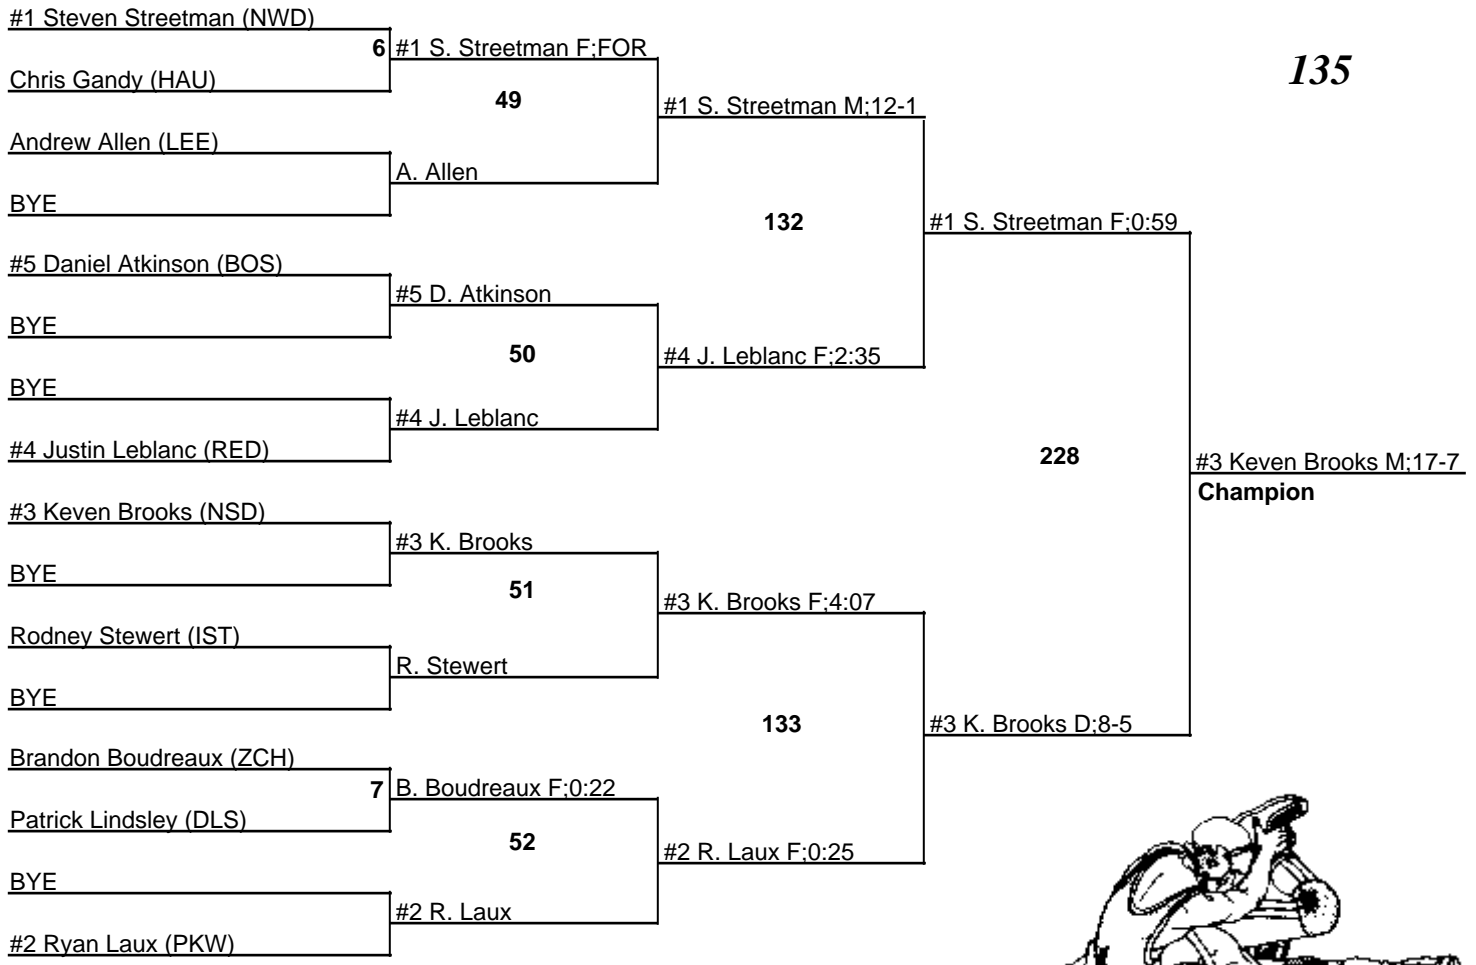 #1 Steven Streetman (NWD)
6
#1 S. Streetman F;FOR
135
Chris Gandy (HAU)
49
#1 S. Streetman M;12-1
Andrew Allen (LEE)
A. Allen
BYE
132
#1 S. Streetman F;0:59
#5 Daniel Atkinson (BOS)
#5 D. Atkinson
BYE
50
#4 J. Leblanc F;2:35
BYE
#4 J. Leblanc
#4 Justin Leblanc (RED)
228
#3 Keven Brooks M;17-7
Champion
#3 Keven Brooks (NSD)
#3 K. Brooks
BYE
51
#3 K. Brooks F;4:07
Rodney Stewert (IST)
R. Stewert
BYE
133
#3 K. Brooks D;8-5
Brandon Boudreaux (ZCH)
7
B. Boudreaux F;0:22
Patrick Lindsley (DLS)
52
#2 R. Laux F;0:25
BYE
#2 R. Laux
#2 Ryan Laux (PKW)